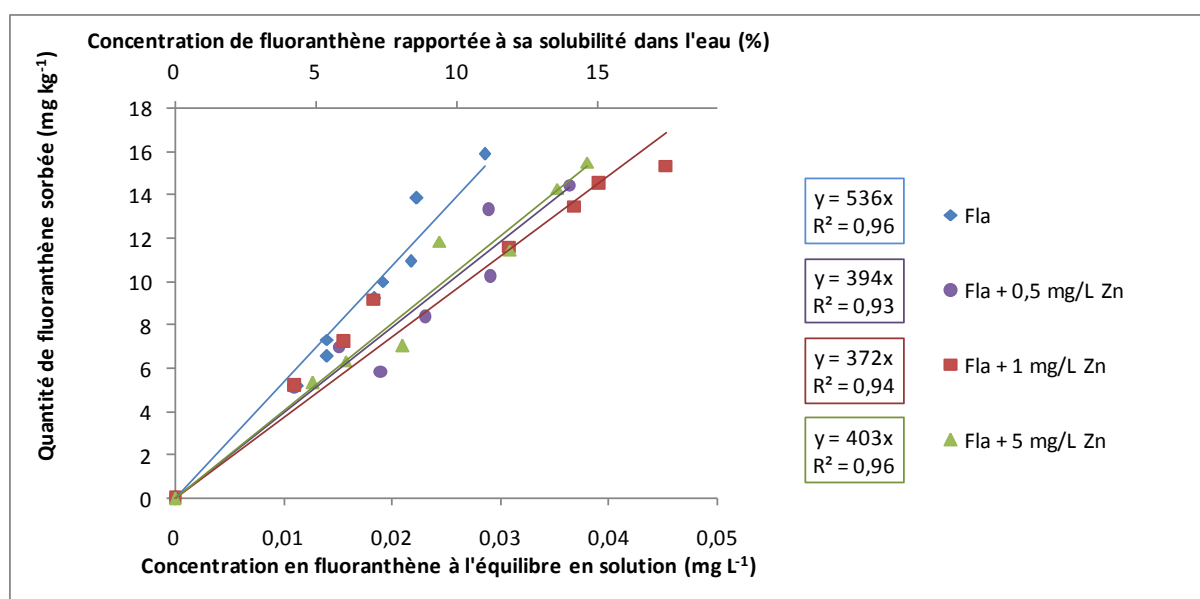 Concentration de fluoranthène rapportée à sa solubilité dans l'eau (%)
0 5 10 15
Quantité de fluoranthène sorbée (mg kg⁻¹)
18
16
14
12
10
8
6
4
2
0
0 0,01 0,02 0,03 0,04 0,05
Concentration en fluoranthène à l'équilibre en solution (mg L⁻¹)
y = 536x
R² = 0,96
Fla
y = 394x
R² = 0,93
Fla + 0,5 mg/L Zn
y = 372x
R² = 0,94
Fla + 1 mg/L Zn
y = 403x
R² = 0,96
Fla + 5 mg/L Zn